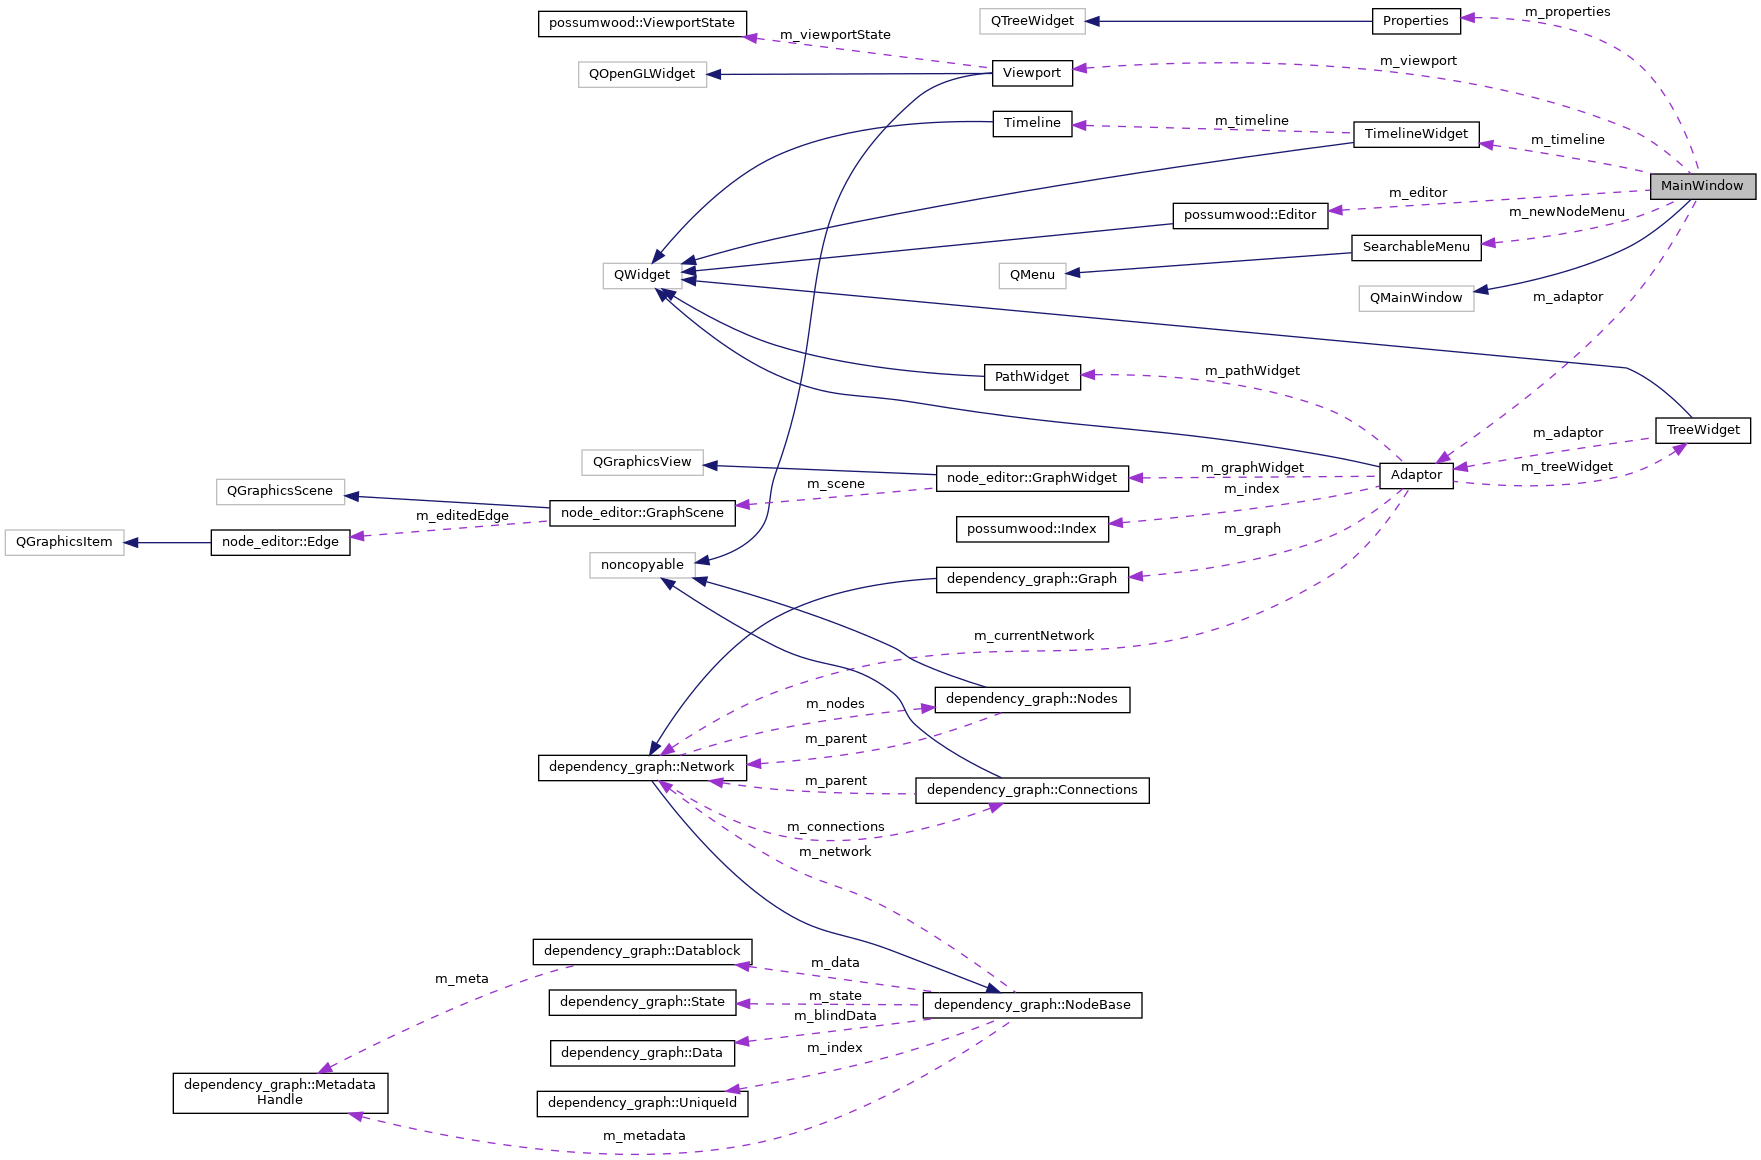 m_properties
possumwood::ViewportState
QTreeWidget
Properties
m_viewportState
m_viewport
QOpenGLWidget
Viewport
m_timeline
Timeline
TimelineWidget
m_timeline
MainWindow
m_editor
possumwood::Editor
m_newNodeMenu
SearchableMenu
QWidget
QMenu
QMainWindow
m_adaptor
m_pathWidget
PathWidget
m_adaptor
TreeWidget
QGraphicsView
m_graphWidget
m_treeWidget
node_editor::GraphWidget
Adaptor
m_scene
m_index
QGraphicsScene
node_editor::GraphScene
m_editedEdge
possumwood::Index
m_graph
QGraphicsItem
node_editor::Edge
noncopyable
dependency_graph::Graph
m_currentNetwork
m_nodes
dependency_graph::Nodes
m_parent
dependency_graph::Network
m_parent
dependency_graph::Connections
m_connections
m_network
dependency_graph::Datablock
m_data
m_meta
m_state
dependency_graph::State
dependency_graph::NodeBase
m_blindData
dependency_graph::Data
m_index
dependency_graph::Metadata
Handle
dependency_graph::UniqueId
m_metadata